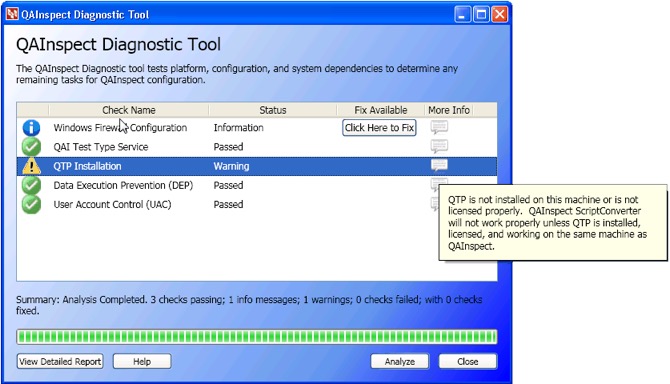 QAInspect Diagnostic Tool
QAInspect Diagnostic Tool
The QAInspect Diagnostic tool tests platform, configuration, and system dependencies to determine any
remaining tasks for QAInspect configuration.
Check Name Status Fix Available More Info
Windows Firewall Configuration Information Click Here to Fix
QAI Test Type Service Passed
QTP Installation Warning
Data Execution Prevention (DEP) Passed
User Account Control (UAC) Passed
QTP is not installed on this machine or is not
licensed properly. QAInspect ScriptConverter
will not work properly unless QTP is installed,
licensed, and working on the same machine as
QAInspect.
Summary: Analysis Completed. 3 checks passing; 1 info messages; 1 warnings; 0 checks failed; with 0 checks
fixed.
View Detailed Report Help Analyze Close